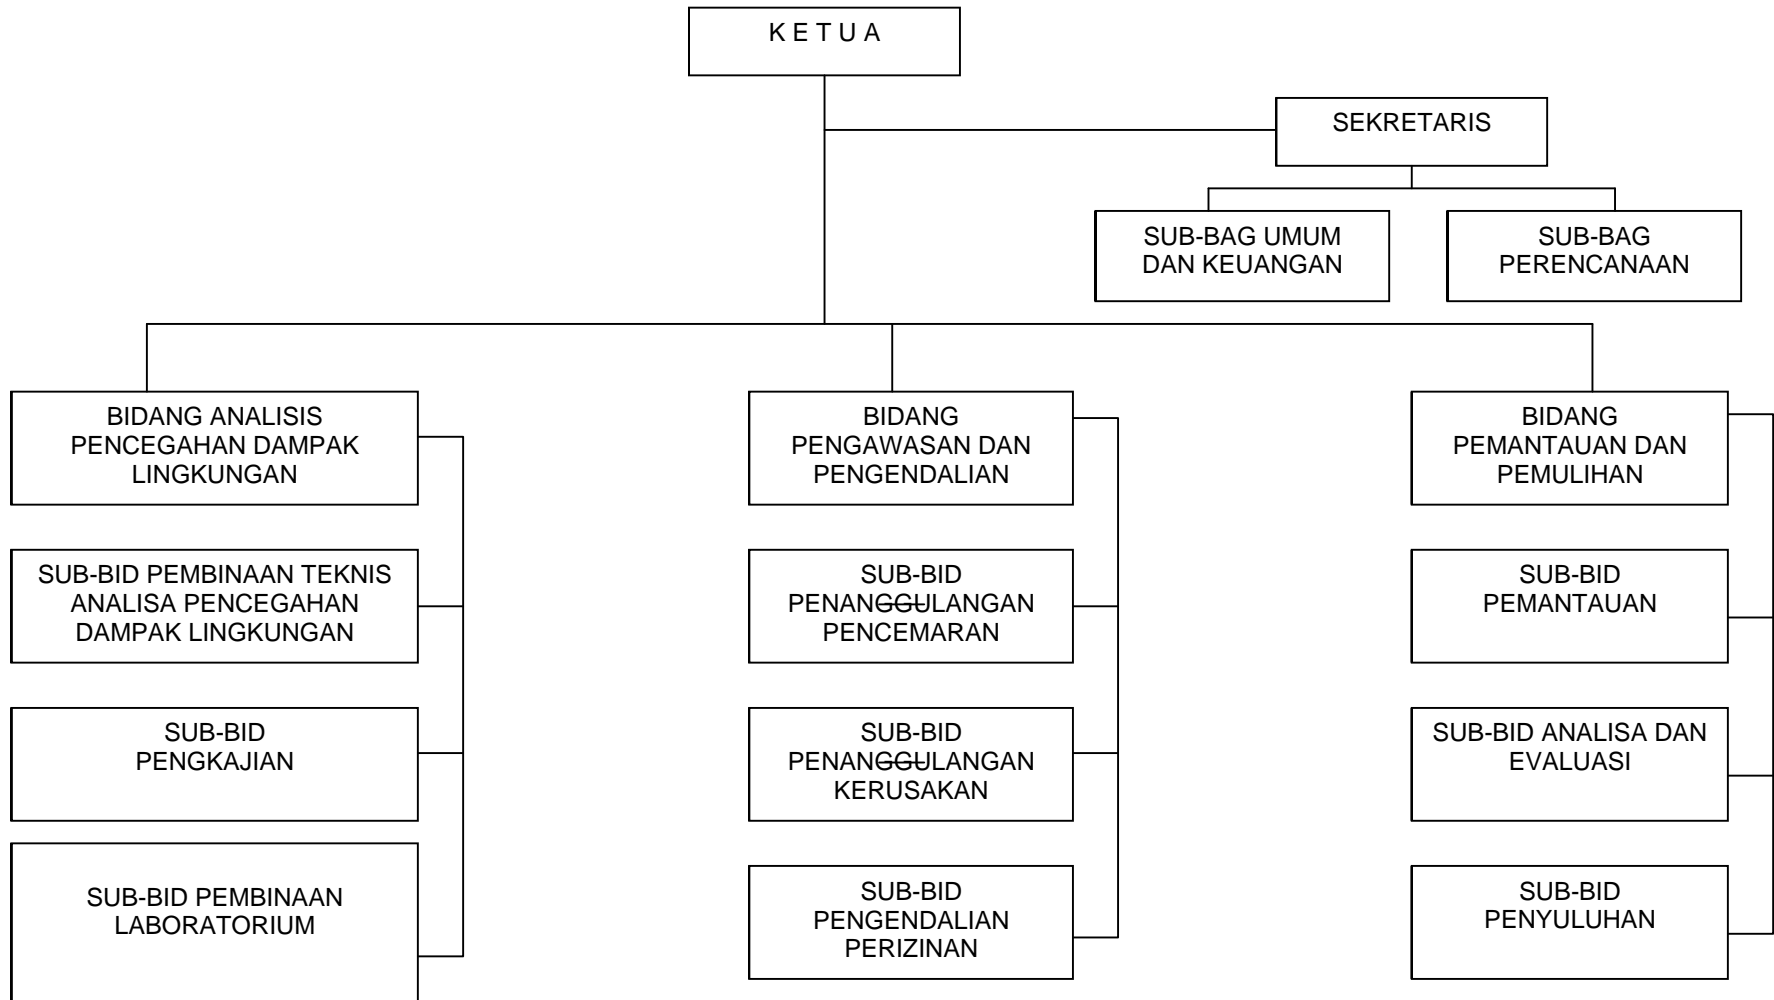 K E T U A
SEKRETARIS
SUB-BAG UMUM
DAN KEUANGAN
SUB-BAG
PERENCANAAN
BIDANG ANALISIS
PENCEGAHAN DAMPAK
LINGKUNGAN
SUB-BID PEMBINAAN TEKNIS
ANALISA PENCEGAHAN
DAMPAK LINGKUNGAN
SUB-BID
PENGKAJIAN
SUB-BID PEMBINAAN
LABORATORIUM
BIDANG
PENGAWASAN DAN
PENGENDALIAN
SUB-BID
PENANGGULANGAN
PENCEMARAN
SUB-BID
PENANGGULANGAN
KERUSAKAN
SUB-BID
PENGENDALIAN
PERIZINAN
BIDANG
PEMANTAUAN DAN
PEMULIHAN
SUB-BID
PEMANTAUAN
SUB-BID ANALISA DAN
EVALUASI
SUB-BID
PENYULUHAN